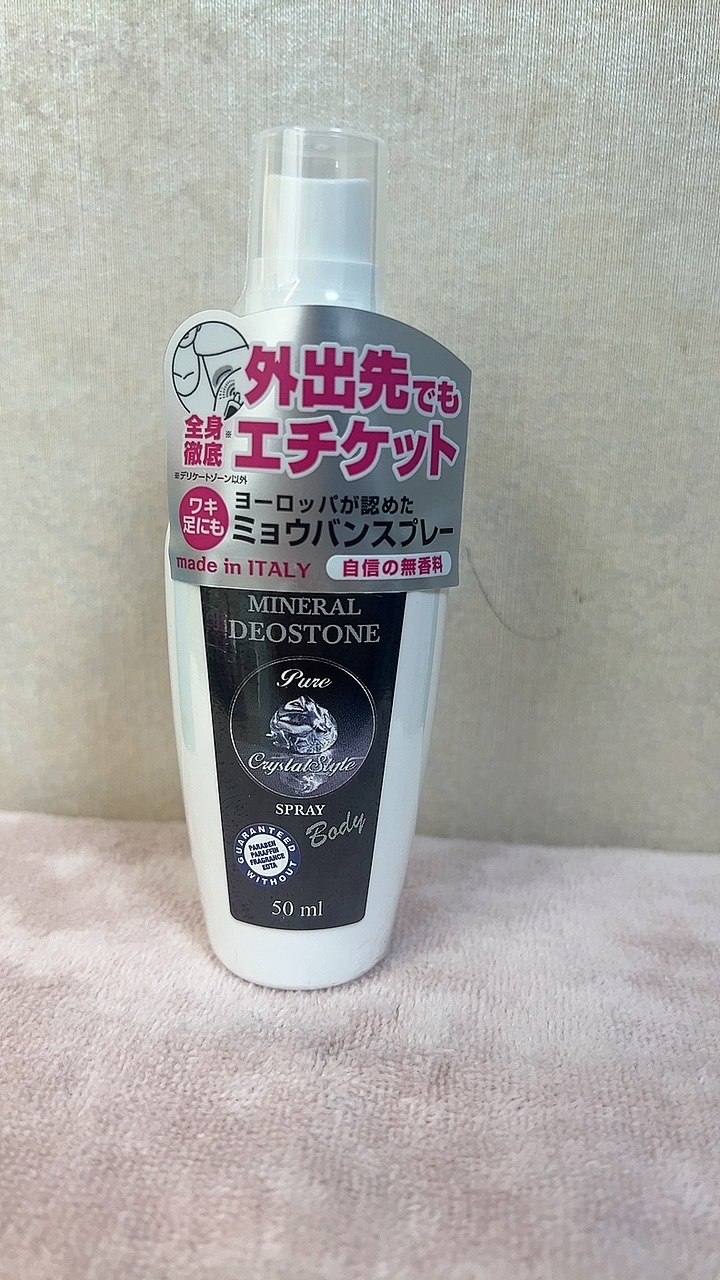 外出先でも
エチケット
全身※
徹底
※デリケートゾーン以外
ワキ
足にも
ヨーロッパが認めた
ミョウバンスプレー
made in ITALY
自信の無香料
MINERAL
DEOSTONE
Pure
CrystalStyle
SPRAY
Body
GUARANTEED
PARABEN
PARAFFIN
FRAGRANCE
EDTA
WITHOUT
50 ml